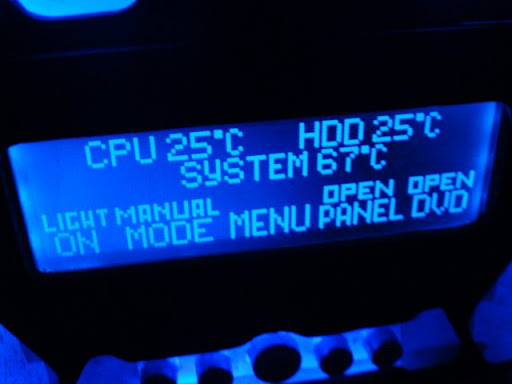 CPU 25°C HDD 25°C
SYSTEM 67°C
LIGHT MANUAL OPEN OPEN
ON MODE MENU PANEL DVD